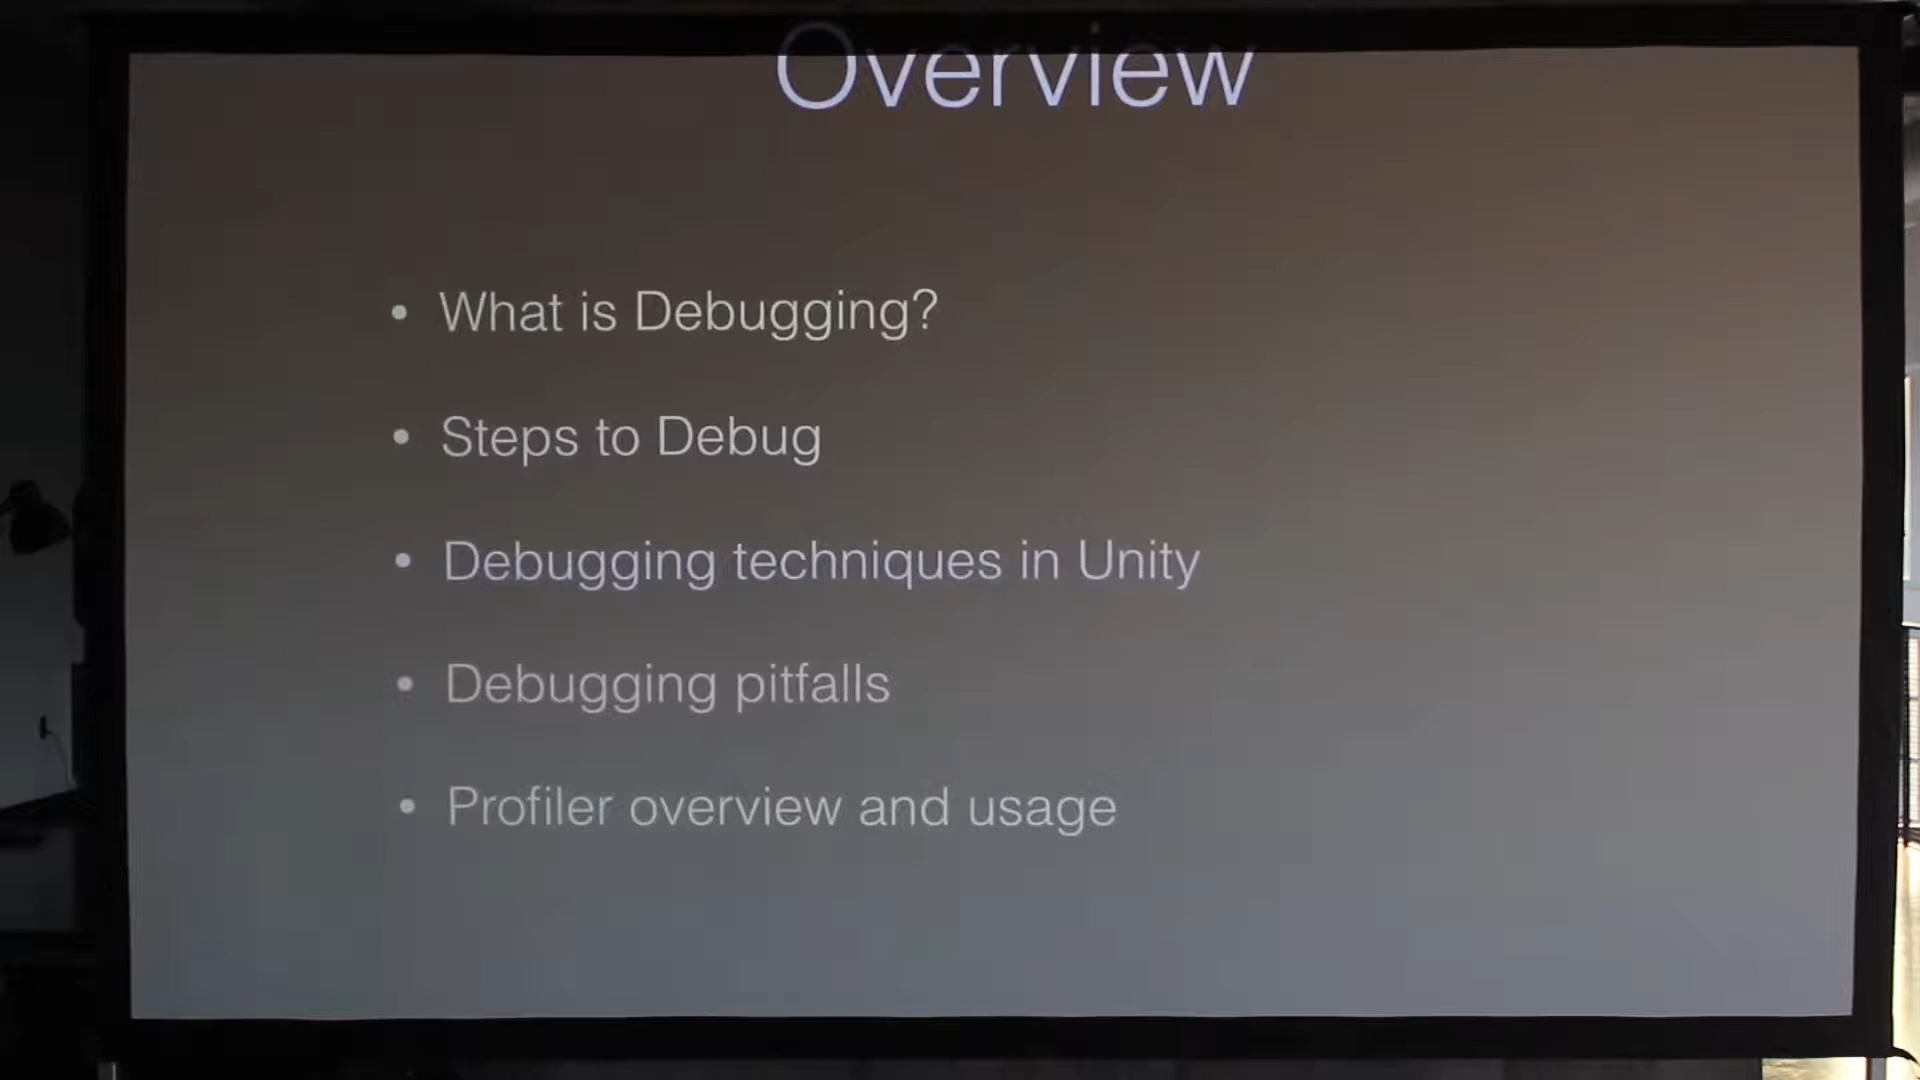 Overview
• What is Debugging?
• Steps to Debug
• Debugging techniques in Unity
• Debugging pitfalls
• Profiler overview and usage